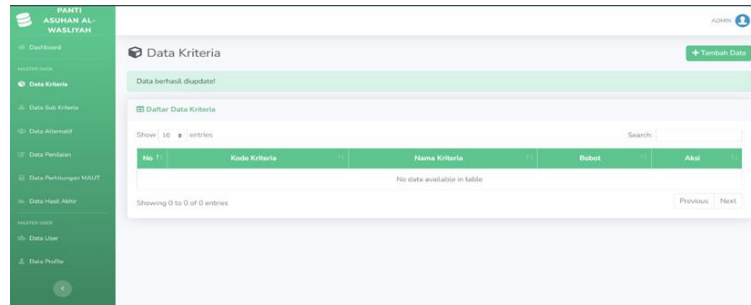 PANTI
ASUHAN AL-
WASLIYAH
Dashboard
MASTER DATA
Data Kriteria
Data Sub Kriteria
Data Alternatif
Data Penilaian
Data Perhitungan MAUT
Data Hasil Akhir
MASTER USER
Data User
Data Profile
ADMIN
Data Kriteria
+ Tambah Data
Data berhasil diupdate!
Daftar Data Kriteria
Show 10 entries
Search:
No Kode Kriteria Nama Kriteria Bobot Aksi
No data available in table
Showing 0 to 0 of 0 entries
Previous Next